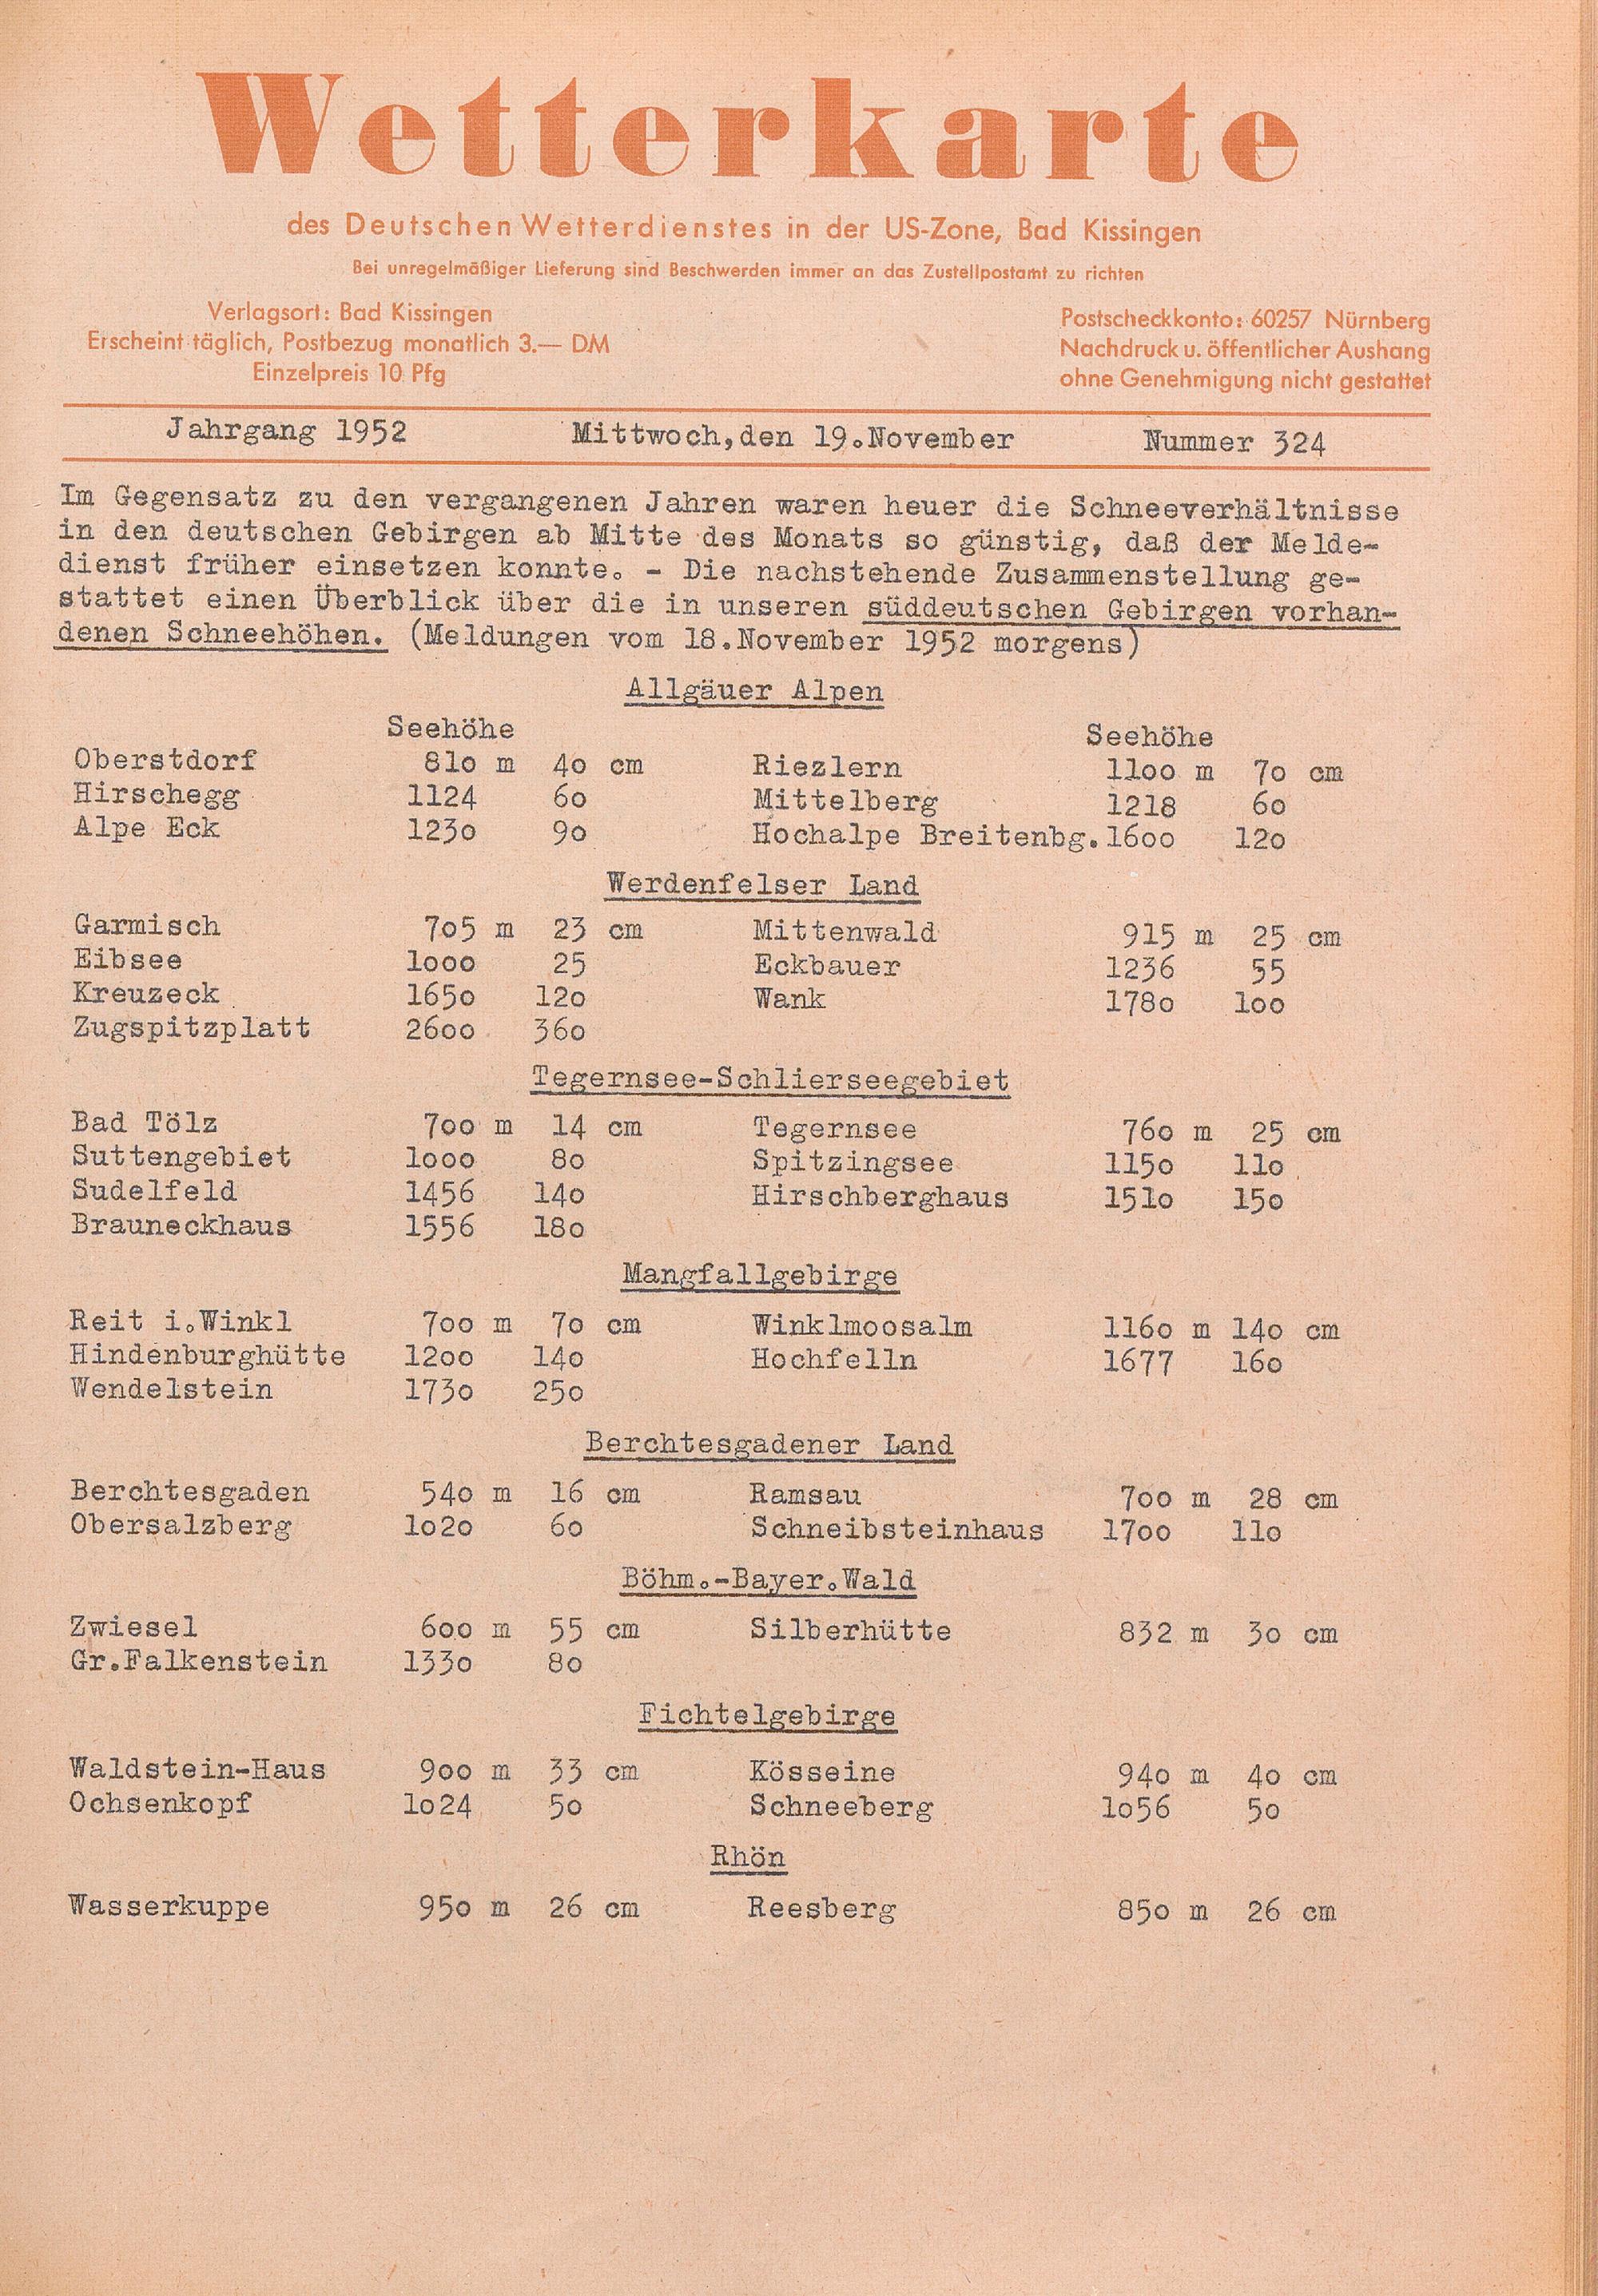 Wetterkarte
des Deutschen Wetterdienstes in der US-Zone, Bad Kissingen
Bei unregelmäßiger Lieferung sind Beschwerden immer an das Zustellpostamt zu richten
Verlagsort: Bad Kissingen
Erscheint täglich, Postbezug monatlich 3.— DM
Einzelpreis 10 Pfg
Postscheckkonto: 60257 Nürnberg
Nachdruck u. öffentlicher Aushang
ohne Genehmigung nicht gestattet
Jahrgang 1952 Mittwoch,den 19.November Nummer 324
Im Gegensatz zu den vergangenen Jahren waren heuer die Schneeverhältnisse
in den deutschen Gebirgen ab Mitte des Monats so günstig, daß der Melde-
dienst früher einsetzen konnte. - Die nachstehende Zusammenstellung ge-
stattet einen Überblick über die in unseren süddeutschen Gebirgen vorhan-
denen Schneehöhen. (Meldungen vom 18.November 1952 morgens)
Allgäuer Alpen
Seehöhe Seehöhe
Oberstdorf 810 m 40 cm Riezlern 1100 m 70 cm
Hirschegg 1124 60 Mittelberg 1218 60
Alpe Eck 1230 90 Hochalpe Breitenbg. 1600 120
Werdenfelser Land
Garmisch 705 m 23 cm Mittenwald 915 m 25 cm
Eibsee 1000 25 Eckbauer 1236 55
Kreuzeck 1650 120 Wank 1780 100
Zugspitzplatt 2600 360
Tegernsee-Schlierseegebiet
Bad Tölz 700 m 14 cm Tegernsee 760 m 25 cm
Suttengebiet 1000 80 Spitzingsee 1150 110
Sudelfeld 1456 140 Hirschberghaus 1510 150
Brauneckhaus 1556 180
Mangfallgebirge
Reit i.Winkl 700 m 70 cm Winklmoosalm 1160 m 140 cm
Hindenburghütte 1200 140 Hochfelln 1677 160
Wendelstein 1730 250
Berchtesgadener Land
Berchtesgaden 540 m 16 cm Ramsau 700 m 28 cm
Obersalzberg 1020 60 Schneibsteinhaus 1700 110
Böhm.-Bayer.Wald
Zwiesel 600 m 55 cm Silberhütte 832 m 30 cm
Gr.Falkenstein 1330 80
Fichtelgebirge
Waldstein-Haus 900 m 33 cm Kösseine 940 m 40 cm
Ochsenkopf 1024 50 Schneeberg 1056 50
Rhön
Wasserkuppe 950 m 26 cm Reesberg 850 m 26 cm